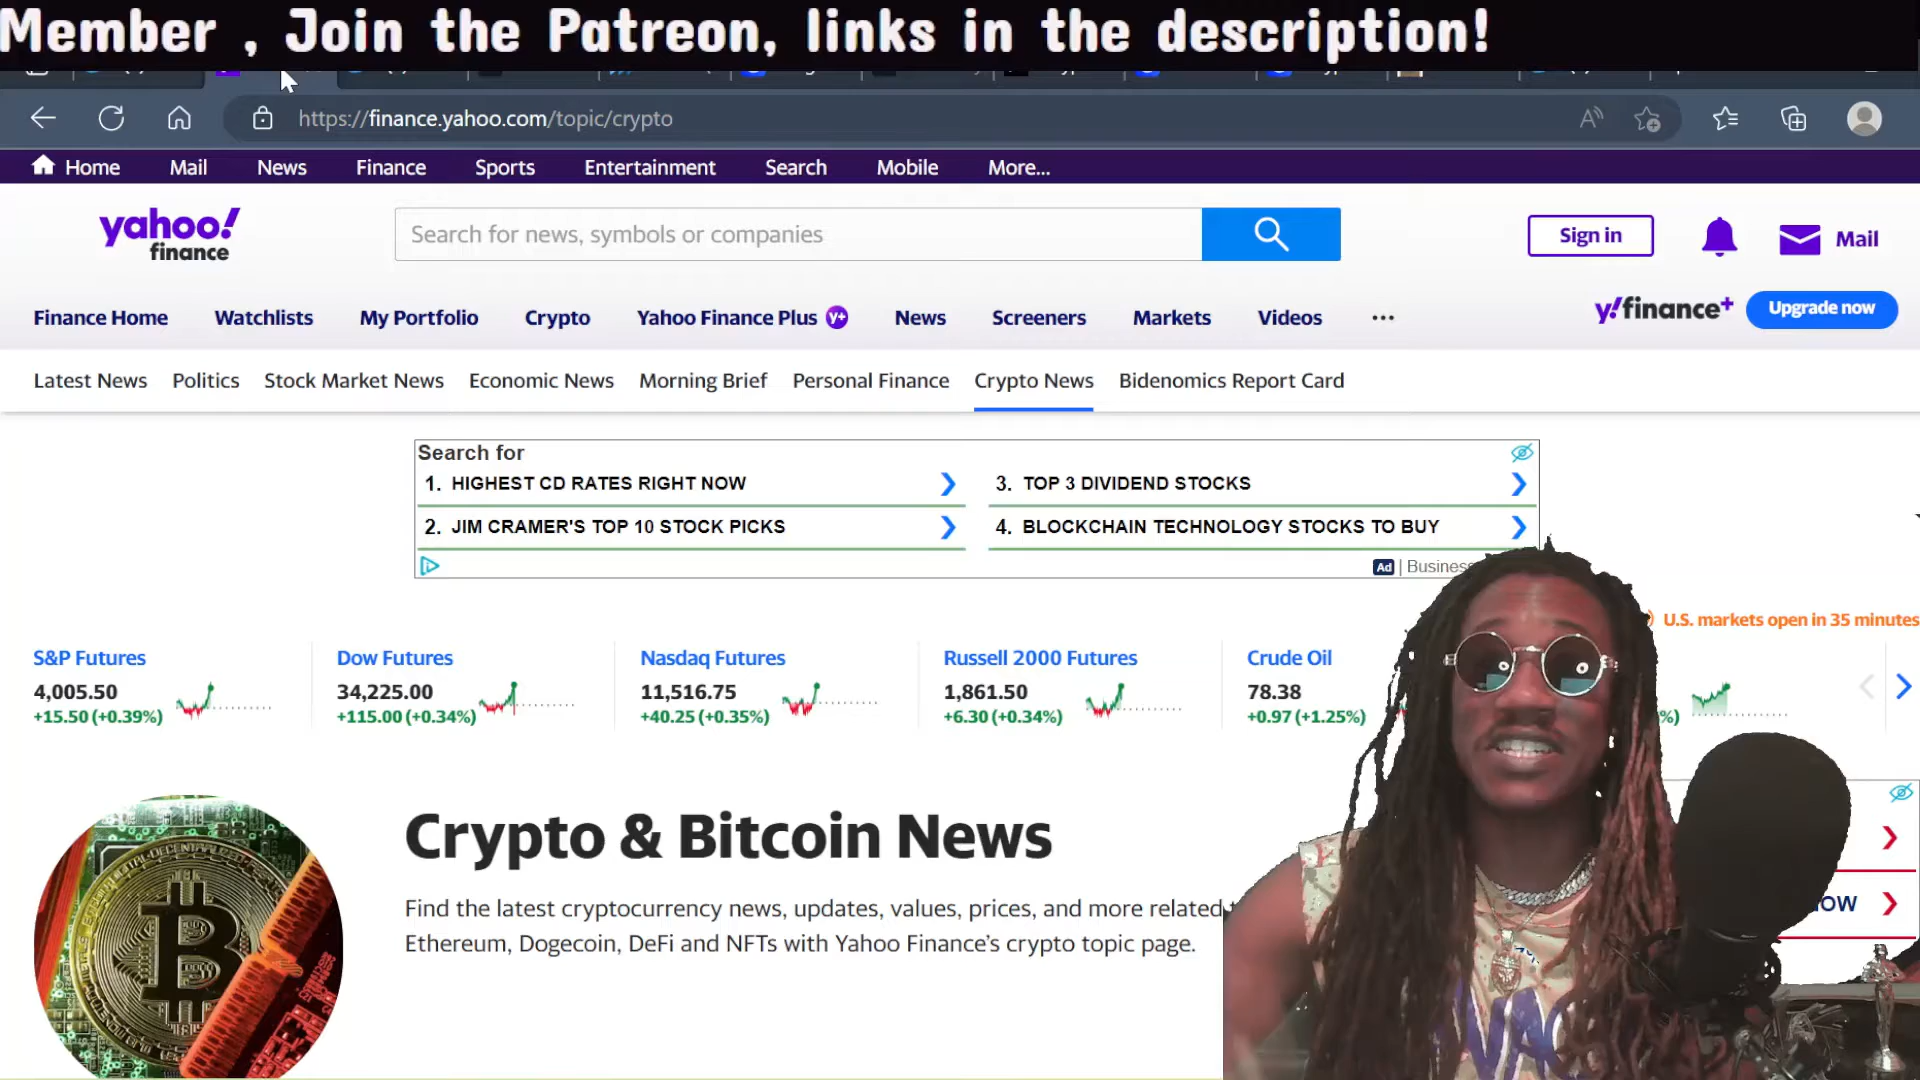 Member , Join the Patreon, links in the description!
https://finance.yahoo.com/topic/crypto
Home Mail News Finance Sports Entertainment Search Mobile More...
yahoo!
finance
Search for news, symbols or companies
Sign in
Mail
Finance Home Watchlists My Portfolio Crypto Yahoo Finance Plus y+ News Screeners Markets Videos ...
y!finance+ Upgrade now
Latest News Politics Stock Market News Economic News Morning Brief Personal Finance Crypto News Bidenomics Report Card
Search for
1. HIGHEST CD RATES RIGHT NOW
2. JIM CRAMER'S TOP 10 STOCK PICKS
3. TOP 3 DIVIDEND STOCKS
4. BLOCKCHAIN TECHNOLOGY STOCKS TO BUY
Ad | Business
U.S. markets open in 35 minutes
S&P Futures
4,005.50
+15.50 (+0.39%)
Dow Futures
34,225.00
+115.00 (+0.34%)
Nasdaq Futures
11,516.75
+40.25 (+0.35%)
Russell 2000 Futures
1,861.50
+6.30 (+0.34%)
Crude Oil
78.38
+0.97 (+1.25%)
%)
Crypto & Bitcoin News
Find the latest cryptocurrency news, updates, values, prices, and more related
Ethereum, Dogecoin, DeFi and NFTs with Yahoo Finance's crypto topic page.